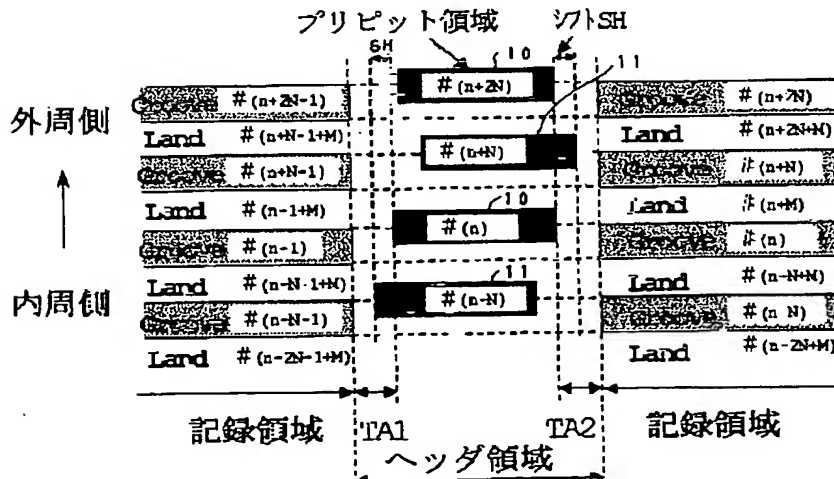 プリピット領域
シフトSH
SH
10
11
#(n+2N)
Groove #(n+2N-1)
Groove #(n+2N)
外周側
Land #(n+N-1+M)
Land #(n+2N+M)
#(n+N)
Groove #(n+N-1)
Groove #(n+N)
Land #(n-1+M)
Land #(n+M)
10
#(n)
Groove #(n-1)
Groove #(n)
Land #(n-N-1+M)
Land #(n-N+M)
内周側
11
#(n-N)
Groove #(n-N-1)
Groove #(n N)
Land #(n-2N-1+M)
Land #(n-2N+M)
記録領域
TA1
TA2
記録領域
ヘッダ領域